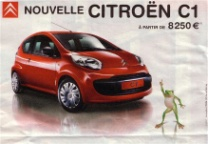 NOUVELLE CITROËN C1
À PARTIR DE 8250 €